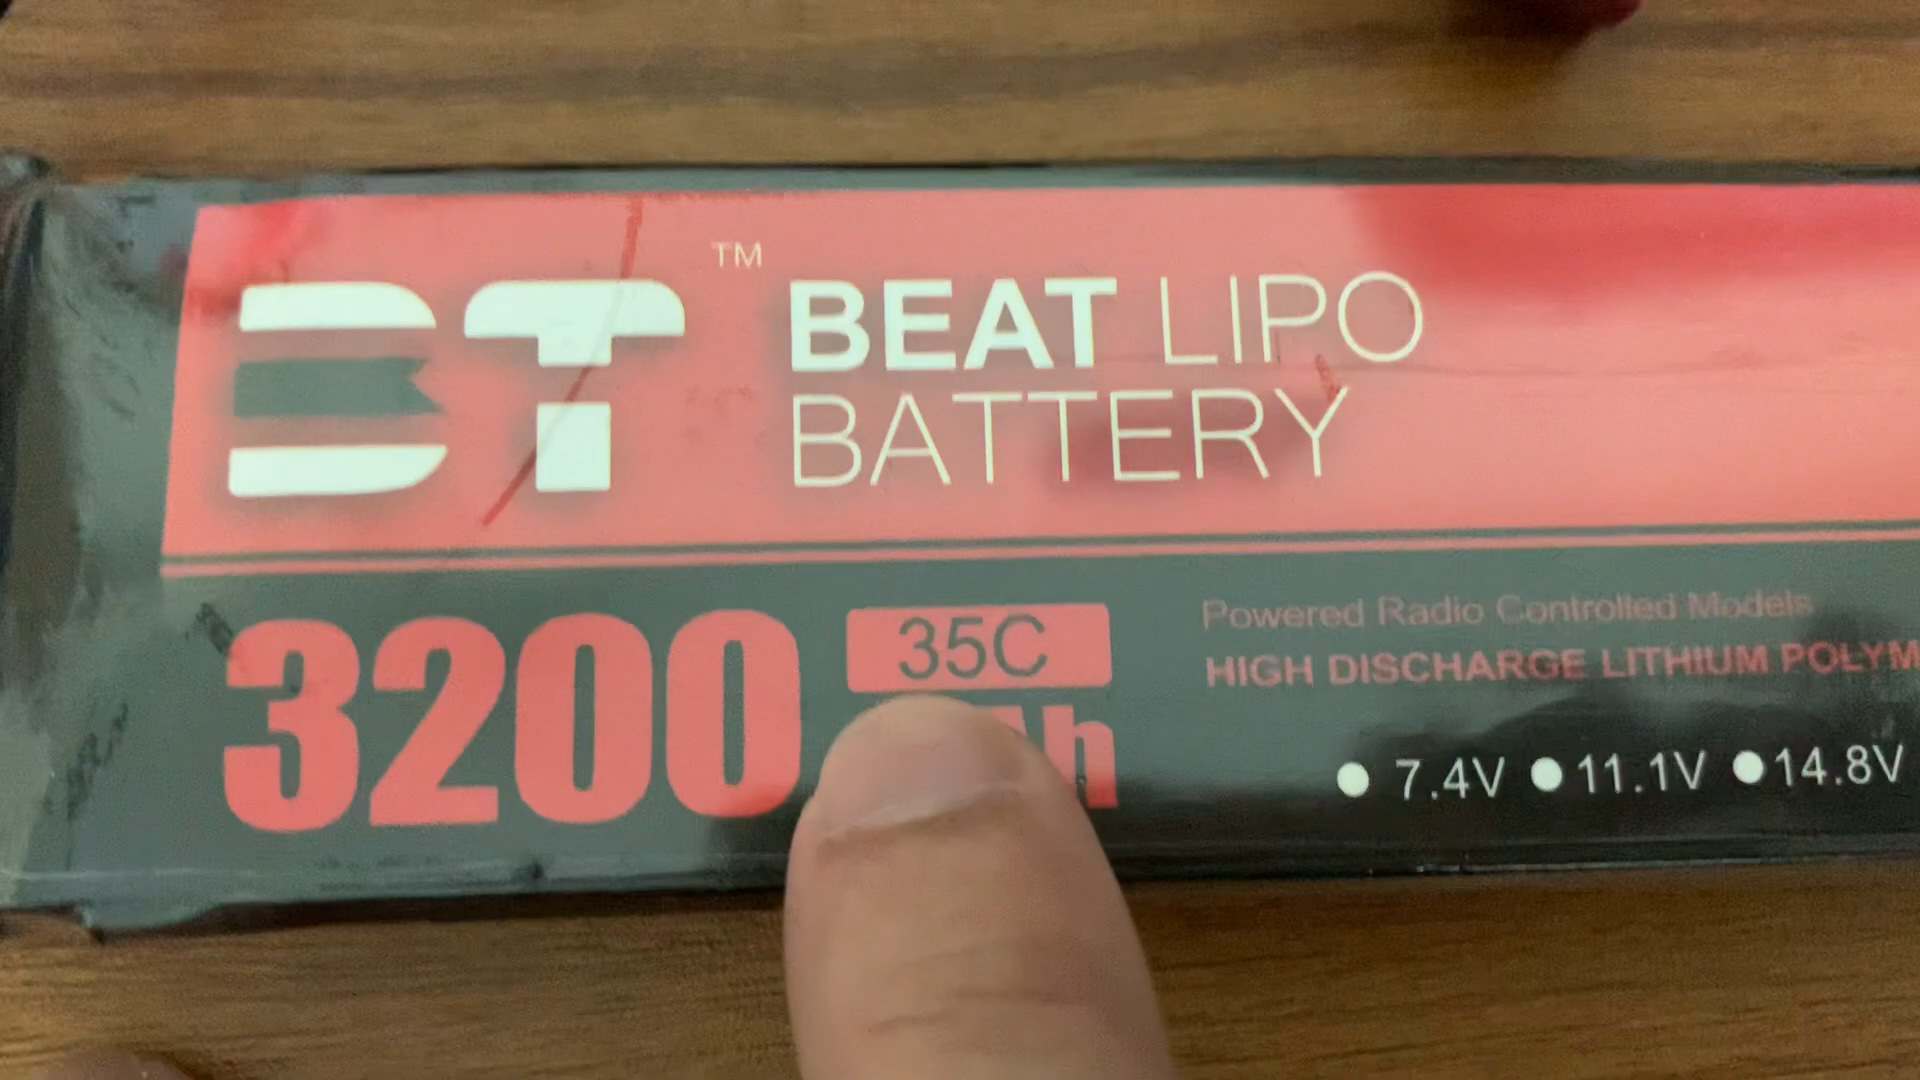 BT
TM
BEAT LIPO
BATTERY
3200
35C
Ah
Powered Radio Controlled Models
HIGH DISCHARGE LITHIUM POLYM
7.4V 11.1V 14.8V